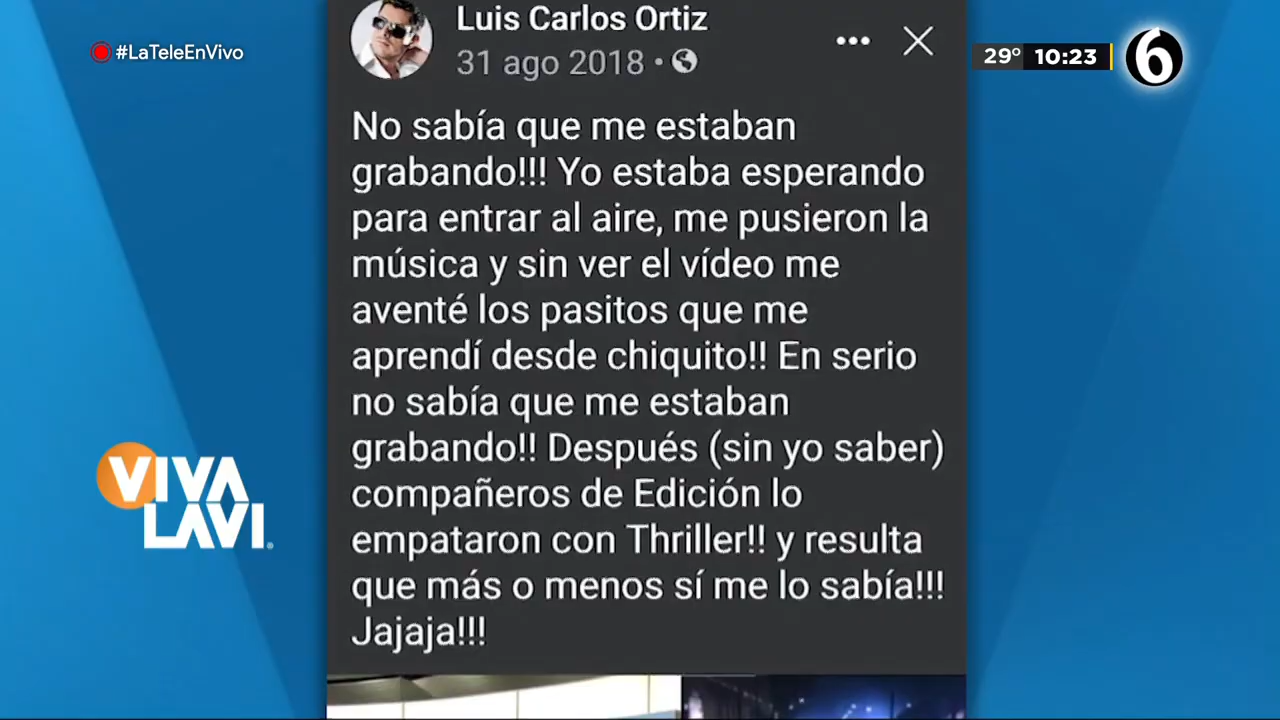 #LaTeleEnVivo
29° 10:23 6
Luis Carlos Ortiz
31 ago 2018 •
No sabía que me estaban
grabando!!! Yo estaba esperando
para entrar al aire, me pusieron la
música y sin ver el vídeo me
aventé los pasitos que me
aprendí desde chiquito!! En serio
no sabía que me estaban
grabando!! Después (sin yo saber)
compañeros de Edición lo
empataron con Thriller!! y resulta
que más o menos sí me lo sabía!!!
Jajaja!!!
VIVA
LAVI®